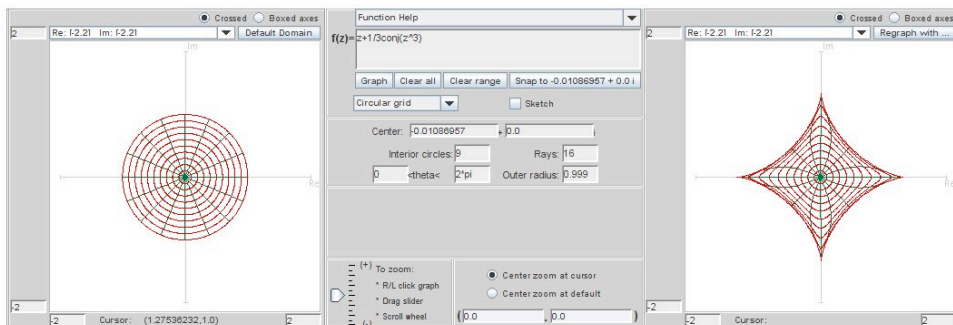 Crossed Boxed axes
2 Re: [-2.2] Im: [-2.2] Default Domain
Im
Re
-2
-2 Cursor: (1.27536232,1.0) 2
Function Help
f(z)= z+1/3conj(z^3)
Graph Clear all Clear range Snap to -0.01086957 + 0.0 i
Circular grid Sketch
Center: -0.01086957 + 0.0 i
Interior circles: 9 Rays: 16
0 <theta< 2*pi Outer radius: 0.999
(+) To zoom:
* R/L click graph
* Drag slider
* Scroll wheel
(-)
Center zoom at cursor
Center zoom at default
( 0.0 , 0.0 )
Crossed Boxed axes
2 Re: [-2.2] Im: [-2.2] Regraph with ...
Im
Re
-2
-2 Cursor: 2